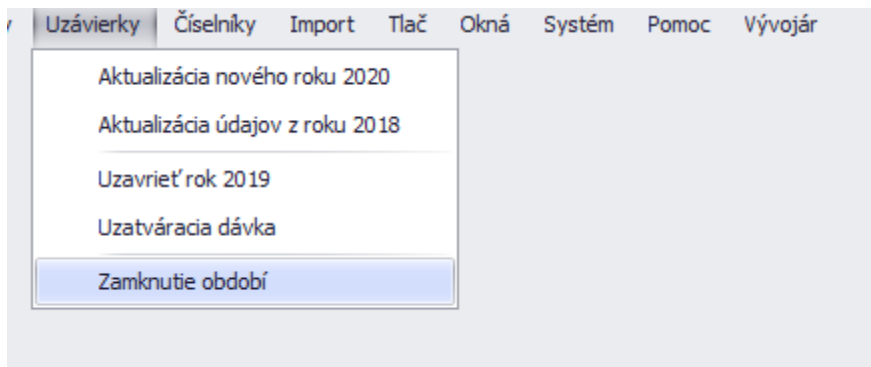 Uzávierky Číselníky Import Tlač Okná Systém Pomoc Vývojár
Aktualizácia nového roku 2020
Aktualizácia údajov z roku 2018
Uzavrieť rok 2019
Uzatváracia dávka
Zamknutie období